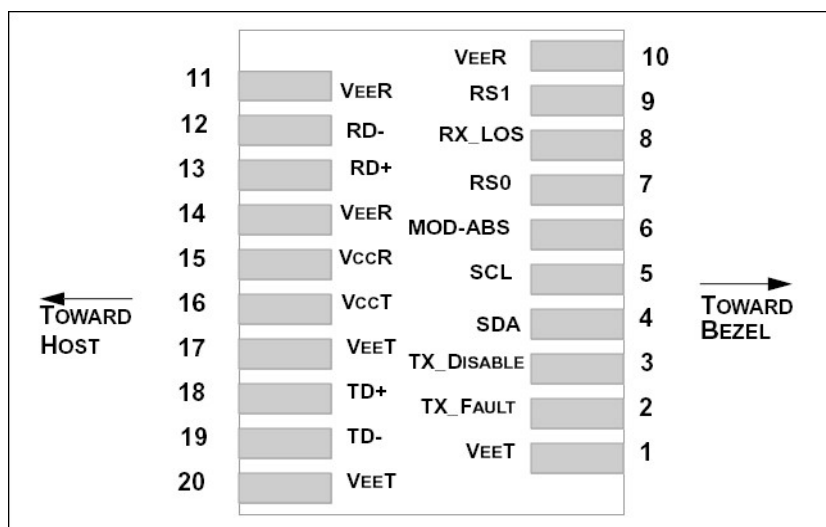 VEER 10
11 VEER RS1 9
12 RD- RX_LOS 8
13 RD+ RS0 7
14 VEER MOD-ABS 6
15 VCCR SCL 5
16 VCCT SDA 4
TOWARD HOST
TOWARD BEZEL
17 VEET TX_DISABLE 3
18 TD+ TX_FAULT 2
19 TD- VEET 1
20 VEET